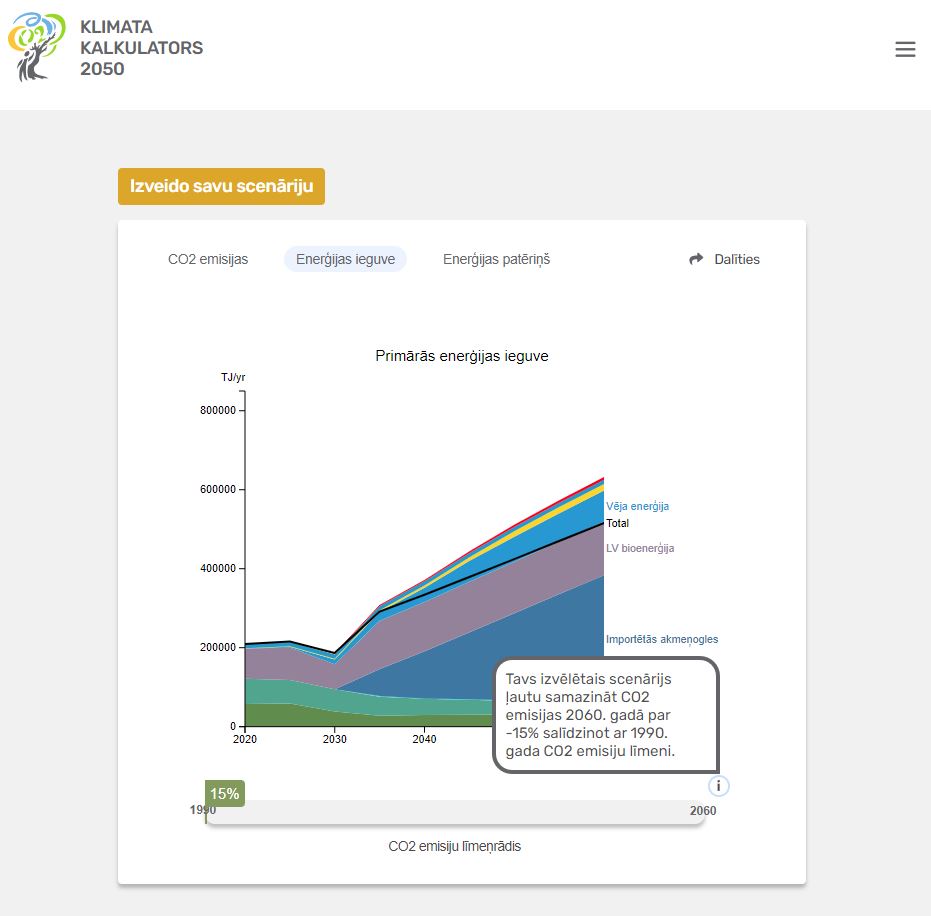 KLIMATA
KALKULATORS
2050
Izveido savu scenāriju
CO2 emisijas
Enerģijas ieguve
Enerģijas patēriņš
Dalīties
Primārās enerģijas ieguve
TJ/yr
800000
600000
400000
200000
0
2020
2030
2040
Vēja enerģija
Total
LV bioenerģija
Importētās akmeņogles
Tavs izvēlētais scenārijs
ļautu samazināt CO2
emisijas 2060. gadā par
-15% salīdzinot ar 1990.
gada CO2 emisiju līmeni.
i
15%
1990
2060
CO2 emisiju līmeņrādis